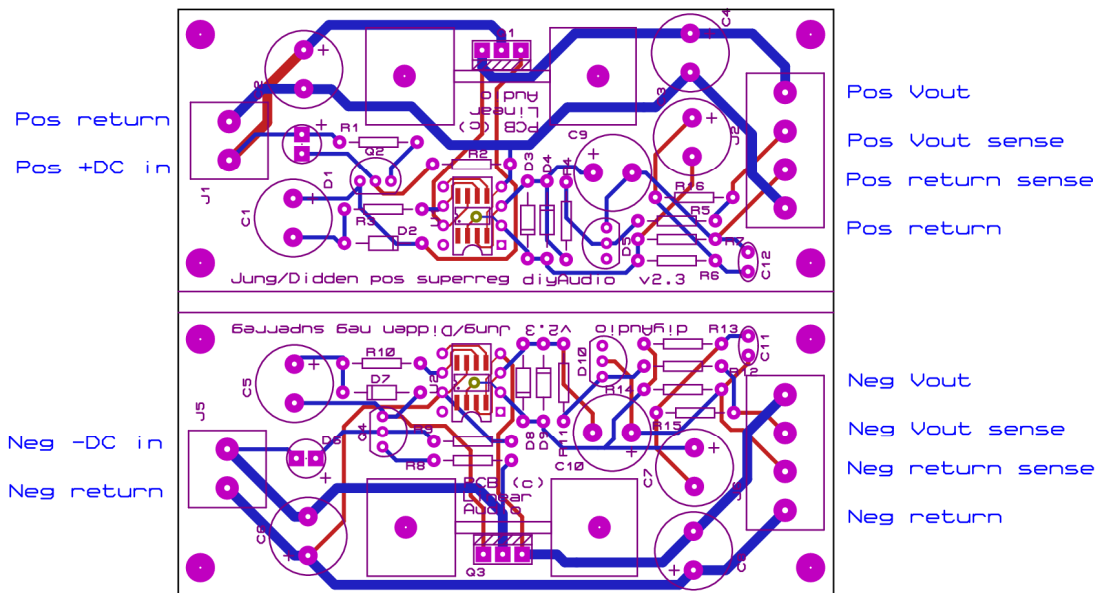 C4
1
+
+
Pos Vout
Linear
Audio
PCB (c)
Pos return
R1
C9
J2
Q2
+
Pos Vout sense
Pos +DC in
R2
D3
D4
R4
+
Pos return sense
D1
R16
J1
+
C1
R3
R5
Pos return
D2
D5
R7
R6
C12
Jung/Didden pos superreg diyAudio v2.3
Jung/Didden neg superreg
v2.3
diyAudio
R13
C11
R10
D10
C5
+
D7
R12
Neg Vout
J5
R14
Q4
R9
R15
Neg Vout sense
Neg -DC in
D6
D8
D9
R11
+
R8
C10
C7
+
Neg return sense
Neg return
PCB (c)
Linear
Audio
Neg return
+
Q3
+